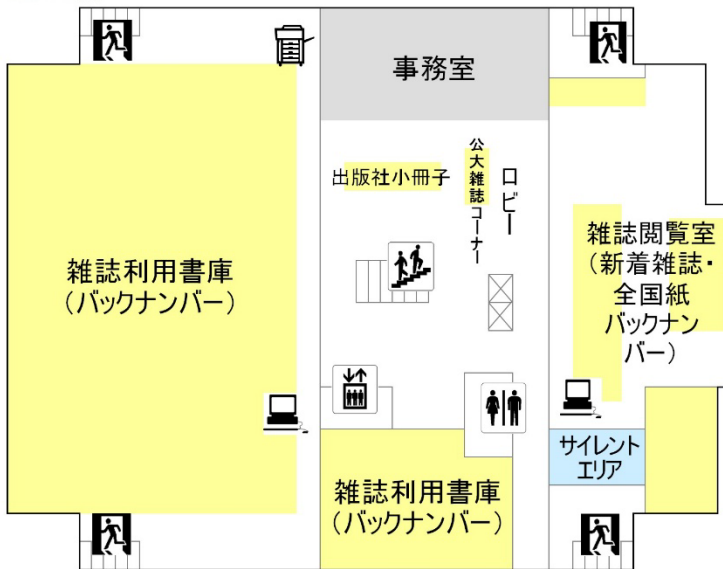 事務室
出版社小冊子
公大雑誌コーナー
ロビー
雑誌利用書庫
（バックナンバー）
雑誌閲覧室
（新着雑誌・
全国紙
バックナン
バー）
サイレント
エリア
雑誌利用書庫
（バックナンバー）